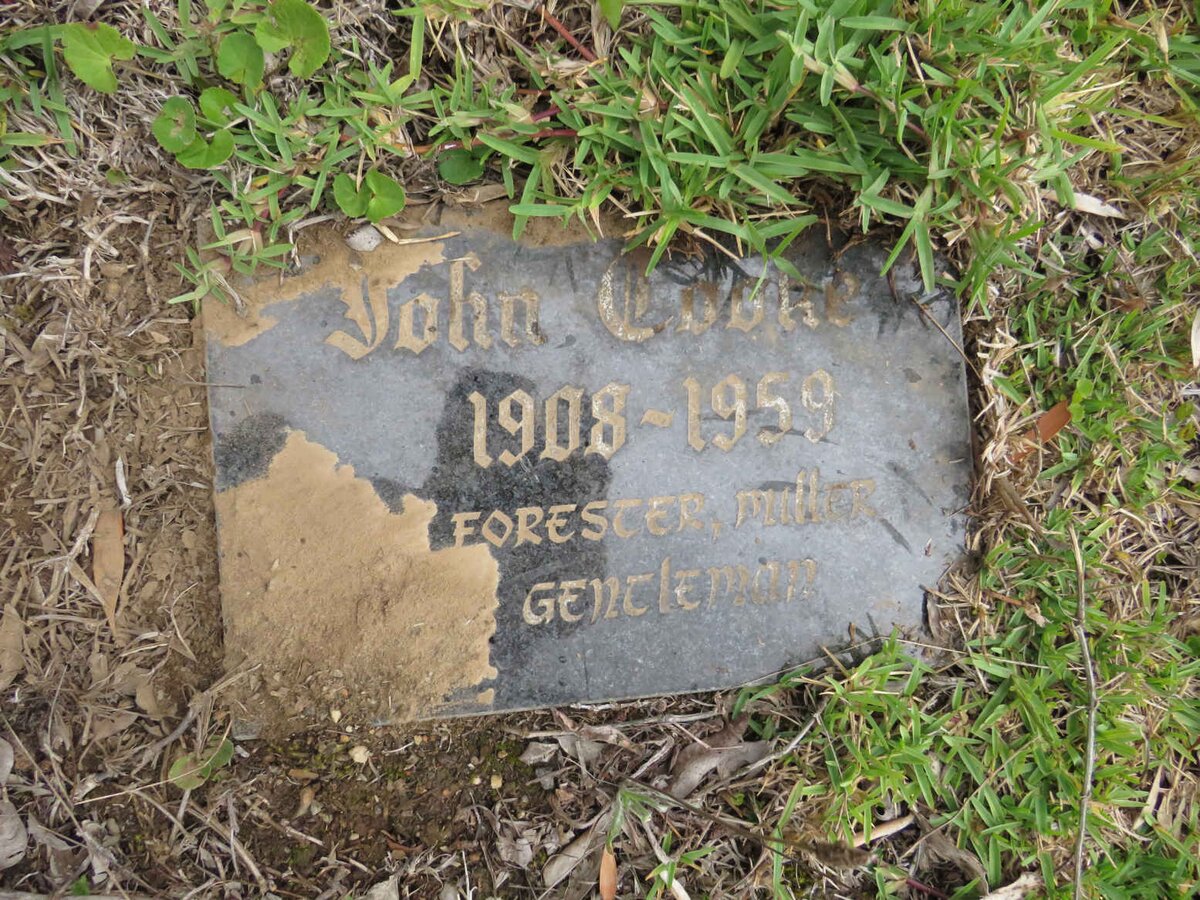 John Cooke
1908~1959
FORESTER, MILLER
GENTLEMAN